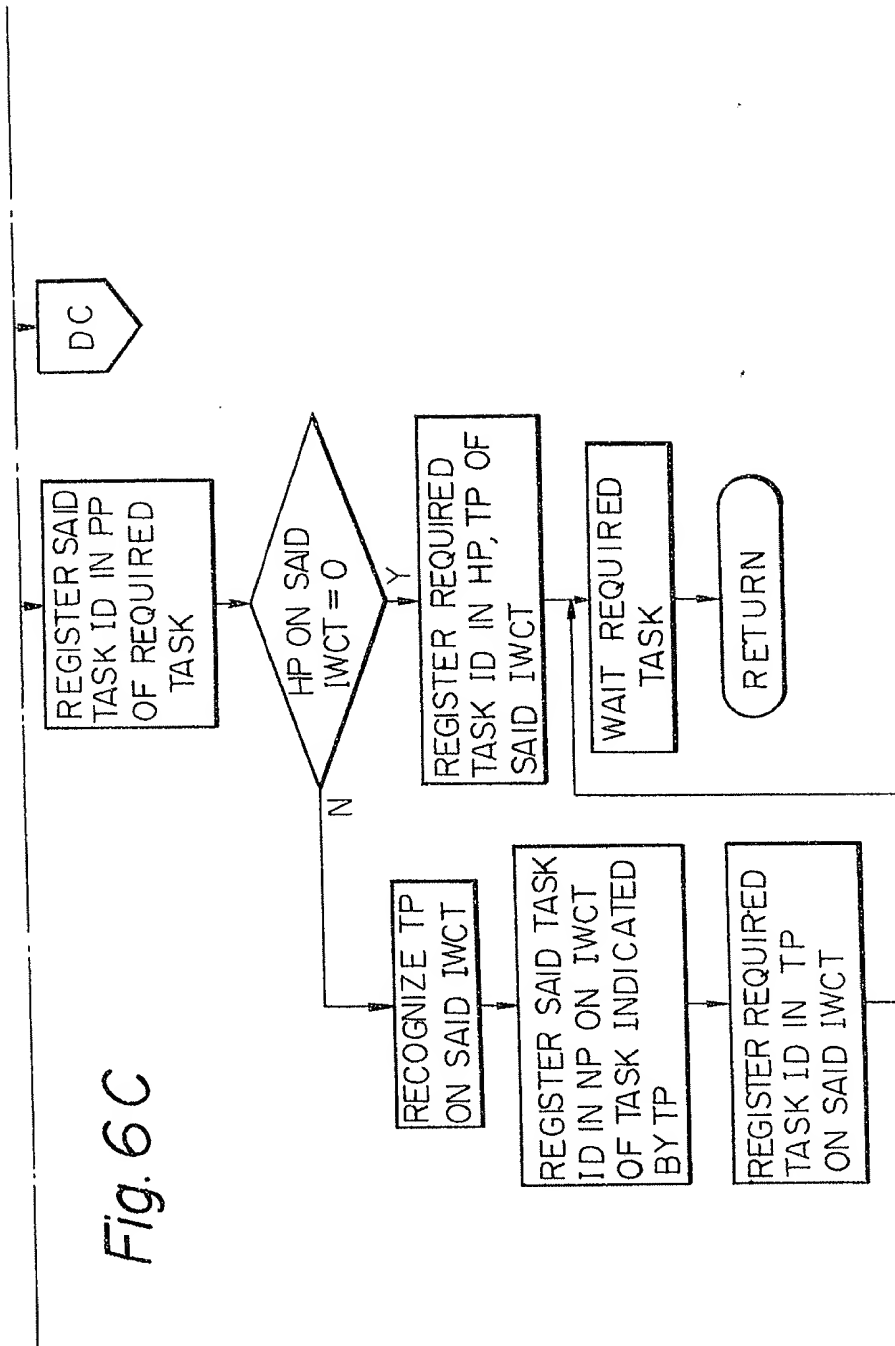 Fig. 6C
REGISTER SAID
TASK ID IN PP
OF REQUIRED
TASK
DC
HP ON SAID
IWCT = 0
N
Y
RECOGNIZE TP
ON SAID IWCT
REGISTER SAID TASK
ID IN NP ON IWCT
OF TASK INDICATED
BY TP
REGISTER REQUIRED
TASK ID IN TP
ON SAID IWCT
REGISTER REQUIRED
TASK ID IN HP, TP OF
SAID IWCT
WAIT REQUIRED
TASK
RETURN